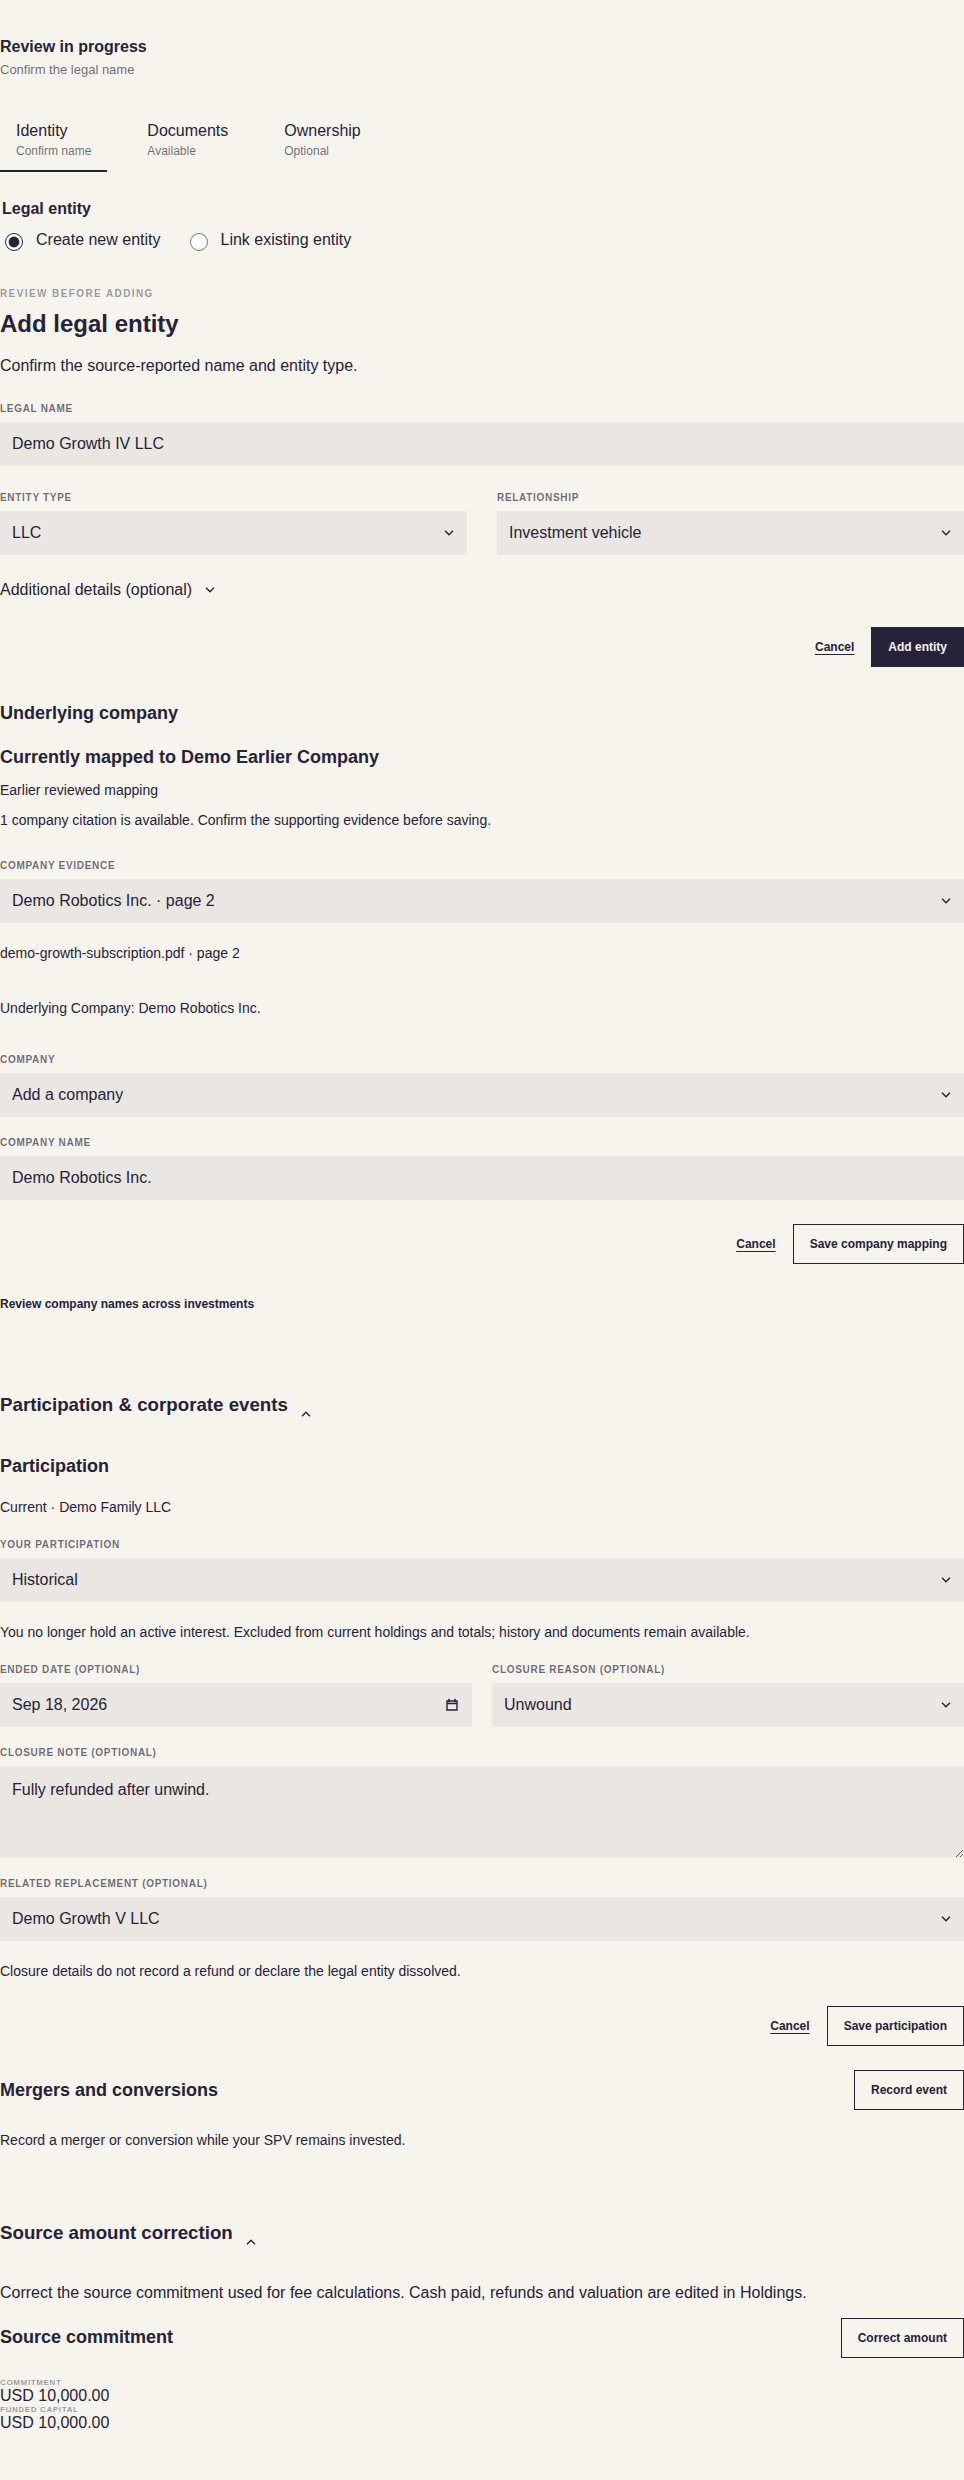 Review in progress
Confirm the legal name
Identity
Confirm name
Documents
Available
Ownership
Optional
Legal entity
Create new entity
Link existing entity
REVIEW BEFORE ADDING
Add legal entity
Confirm the source-reported name and entity type.
LEGAL NAME
Demo Growth IV LLC
ENTITY TYPE
LLC
RELATIONSHIP
Investment vehicle
Additional details (optional)
Cancel
Add entity
Underlying company
Currently mapped to Demo Earlier Company
Earlier reviewed mapping
1 company citation is available. Confirm the supporting evidence before saving.
COMPANY EVIDENCE
Demo Robotics Inc. · page 2
demo-growth-subscription.pdf · page 2
Underlying Company: Demo Robotics Inc.
COMPANY
Add a company
COMPANY NAME
Demo Robotics Inc.
Cancel
Save company mapping
Review company names across investments
Participation & corporate events
Participation
Current · Demo Family LLC
YOUR PARTICIPATION
Historical
You no longer hold an active interest. Excluded from current holdings and totals; history and documents remain available.
ENDED DATE (OPTIONAL)
Sep 18, 2026
CLOSURE REASON (OPTIONAL)
Unwound
CLOSURE NOTE (OPTIONAL)
Fully refunded after unwind.
RELATED REPLACEMENT (OPTIONAL)
Demo Growth V LLC
Closure details do not record a refund or declare the legal entity dissolved.
Cancel
Save participation
Mergers and conversions
Record event
Record a merger or conversion while your SPV remains invested.
Source amount correction
Correct the source commitment used for fee calculations. Cash paid, refunds and valuation are edited in Holdings.
Source commitment
Correct amount
COMMITMENT
USD 10,000.00
FUNDED CAPITAL
USD 10,000.00